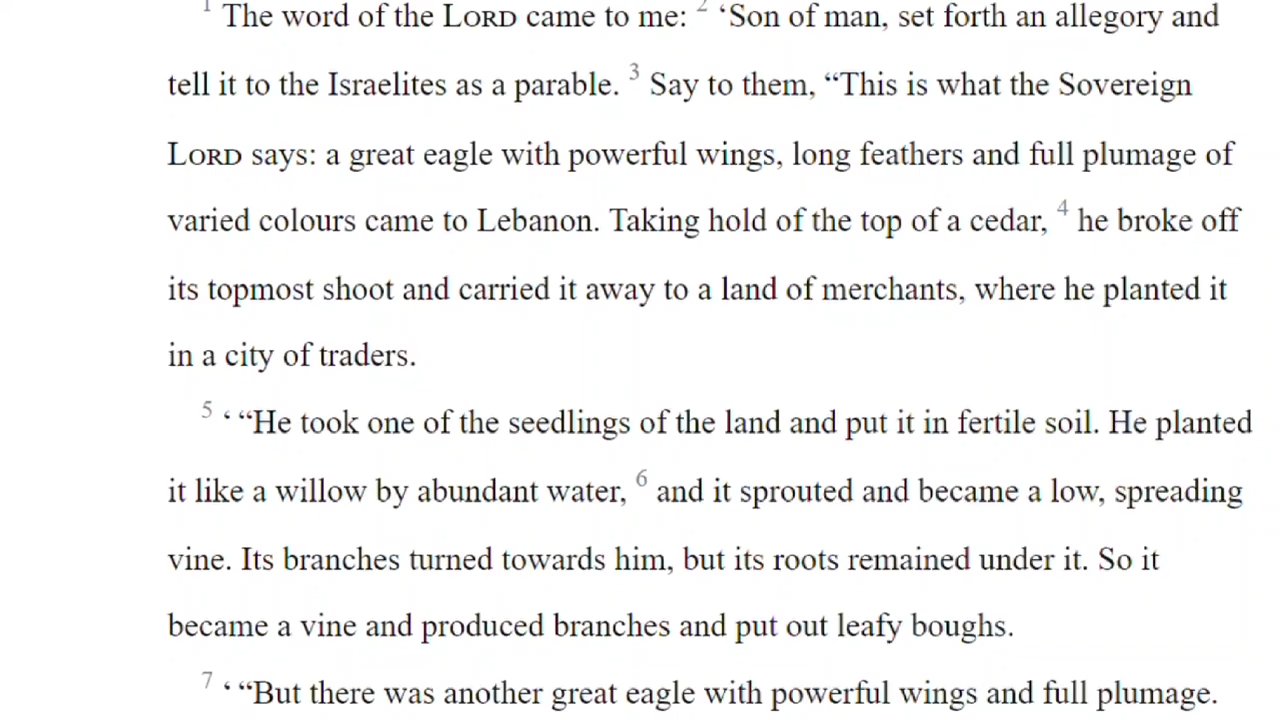 1 The word of the LORD came to me: 2 ‘Son of man, set forth an allegory and
tell it to the Israelites as a parable. 3 Say to them, “This is what the Sovereign
LORD says: a great eagle with powerful wings, long feathers and full plumage of
varied colours came to Lebanon. Taking hold of the top of a cedar, 4 he broke off
its topmost shoot and carried it away to a land of merchants, where he planted it
in a city of traders.
5 ‘ “He took one of the seedlings of the land and put it in fertile soil. He planted
it like a willow by abundant water, 6 and it sprouted and became a low, spreading
vine. Its branches turned towards him, but its roots remained under it. So it
became a vine and produced branches and put out leafy boughs.
7 ‘ “But there was another great eagle with powerful wings and full plumage.